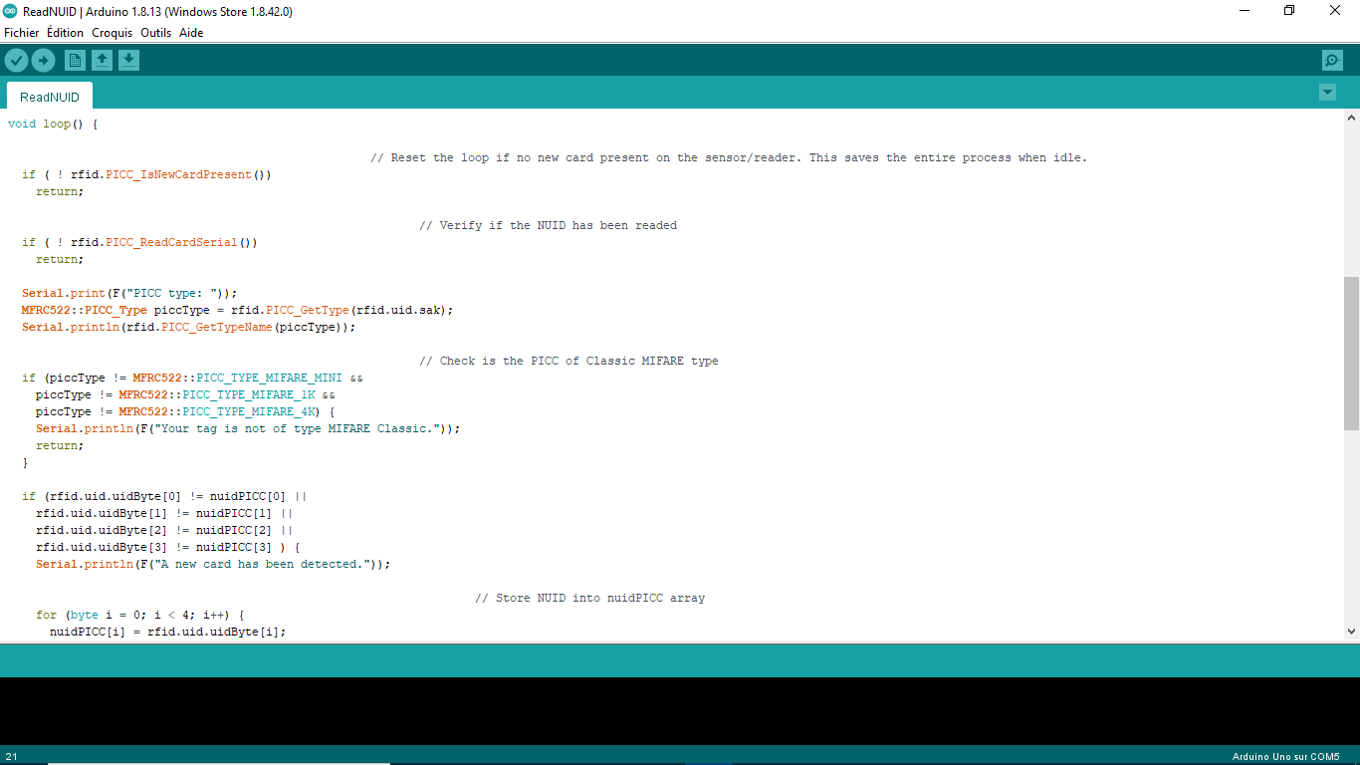 ReadNUID | Arduino 1.8.13 (Windows Store 1.8.42.0)
Fichier Édition Croquis Outils Aide
ReadNUID
void loop() {
// Reset the loop if no new card present on the sensor/reader. This saves the entire process when idle.
if ( ! rfid.PICC_IsNewCardPresent())
return;
// Verify if the NUID has been readed
if ( ! rfid.PICC_ReadCardSerial())
return;
Serial.print(F("PICC type: "));
MFRC522::PICC_Type piccType = rfid.PICC_GetType(rfid.uid.sak);
Serial.println(rfid.PICC_GetTypeName(piccType));
// Check is the PICC of Classic MIFARE type
if (piccType != MFRC522::PICC_TYPE_MIFARE_MINI &&
piccType != MFRC522::PICC_TYPE_MIFARE_1K &&
piccType != MFRC522::PICC_TYPE_MIFARE_4K) {
Serial.println(F("Your tag is not of type MIFARE Classic."));
return;
}
if (rfid.uid.uidByte[0] != nuidPICC[0] ||
rfid.uid.uidByte[1] != nuidPICC[1] ||
rfid.uid.uidByte[2] != nuidPICC[2] ||
rfid.uid.uidByte[3] != nuidPICC[3] ) {
Serial.println(F("A new card has been detected."));
// Store NUID into nuidPICC array
for (byte i = 0; i < 4; i++) {
nuidPICC[i] = rfid.uid.uidByte[i];
21
Arduino Uno sur COM5